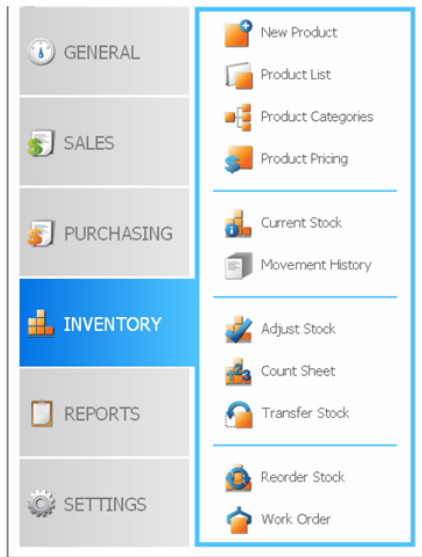 GENERAL
SALES
PURCHASING
INVENTORY
REPORTS
SETTINGS
New Product
Product List
Product Categories
Product Pricing
Current Stock
Movement History
Adjust Stock
Count Sheet
Transfer Stock
Reorder Stock
Work Order